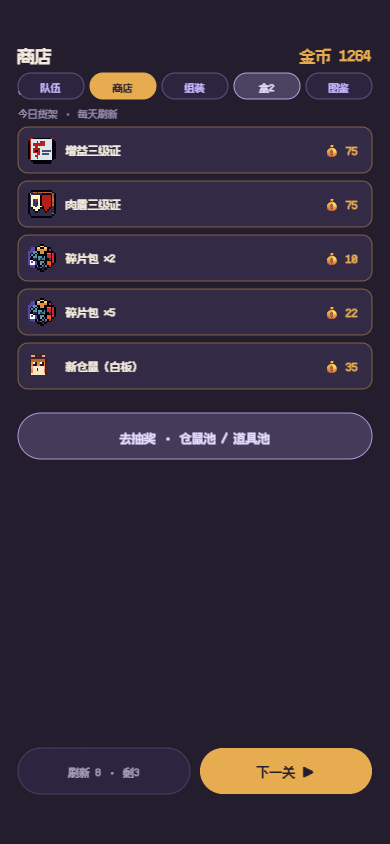 商店
金币 1264
队伍
商店
组装
盒2
图鉴
今日货架 · 每天刷新
增益三级证
75
肉盾三级证
75
碎片包 ×2
10
碎片包 ×5
22
新仓鼠（白板）
35
去抽奖 · 仓鼠池 / 道具池
刷新 8 · 剩3
下一关 ▶